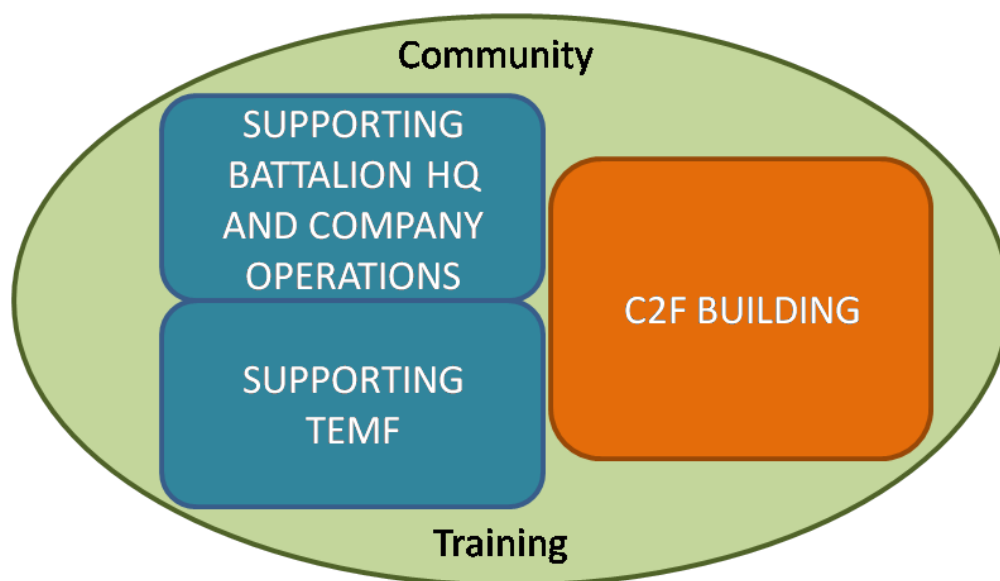 Community
SUPPORTING
BATTALION HQ
AND COMPANY
OPERATIONS
C2F BUILDING
SUPPORTING
TEMF
Training